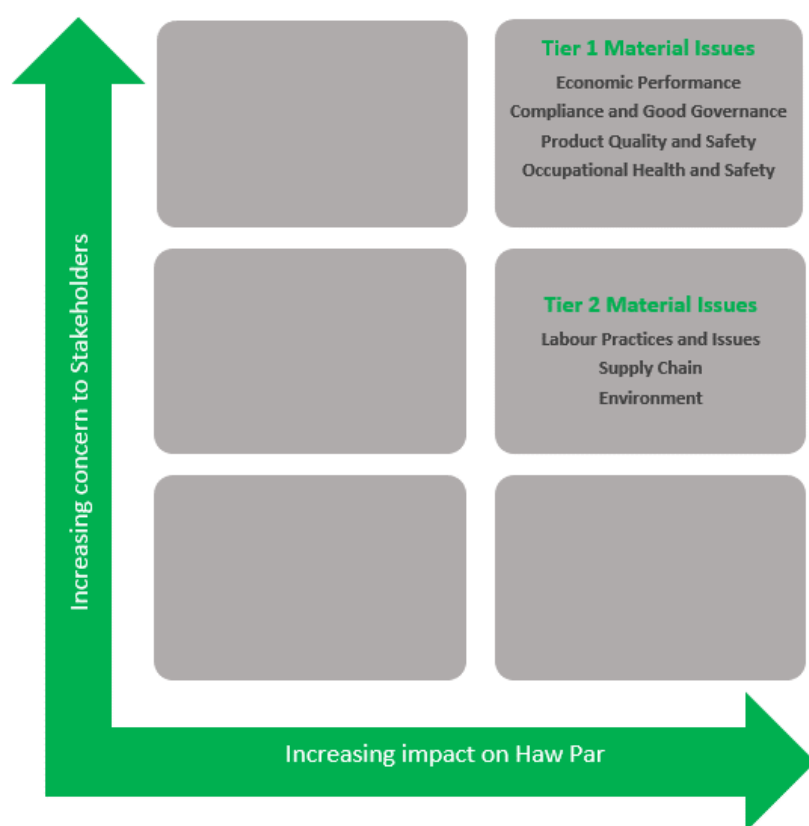 Tier 1 Material Issues
Economic Performance
Compliance and Good Governance
Product Quality and Safety
Occupational Health and Safety
Increasing concern to Stakeholders
Tier 2 Material Issues
Labour Practices and Issues
Supply Chain
Environment
Increasing impact on Haw Par